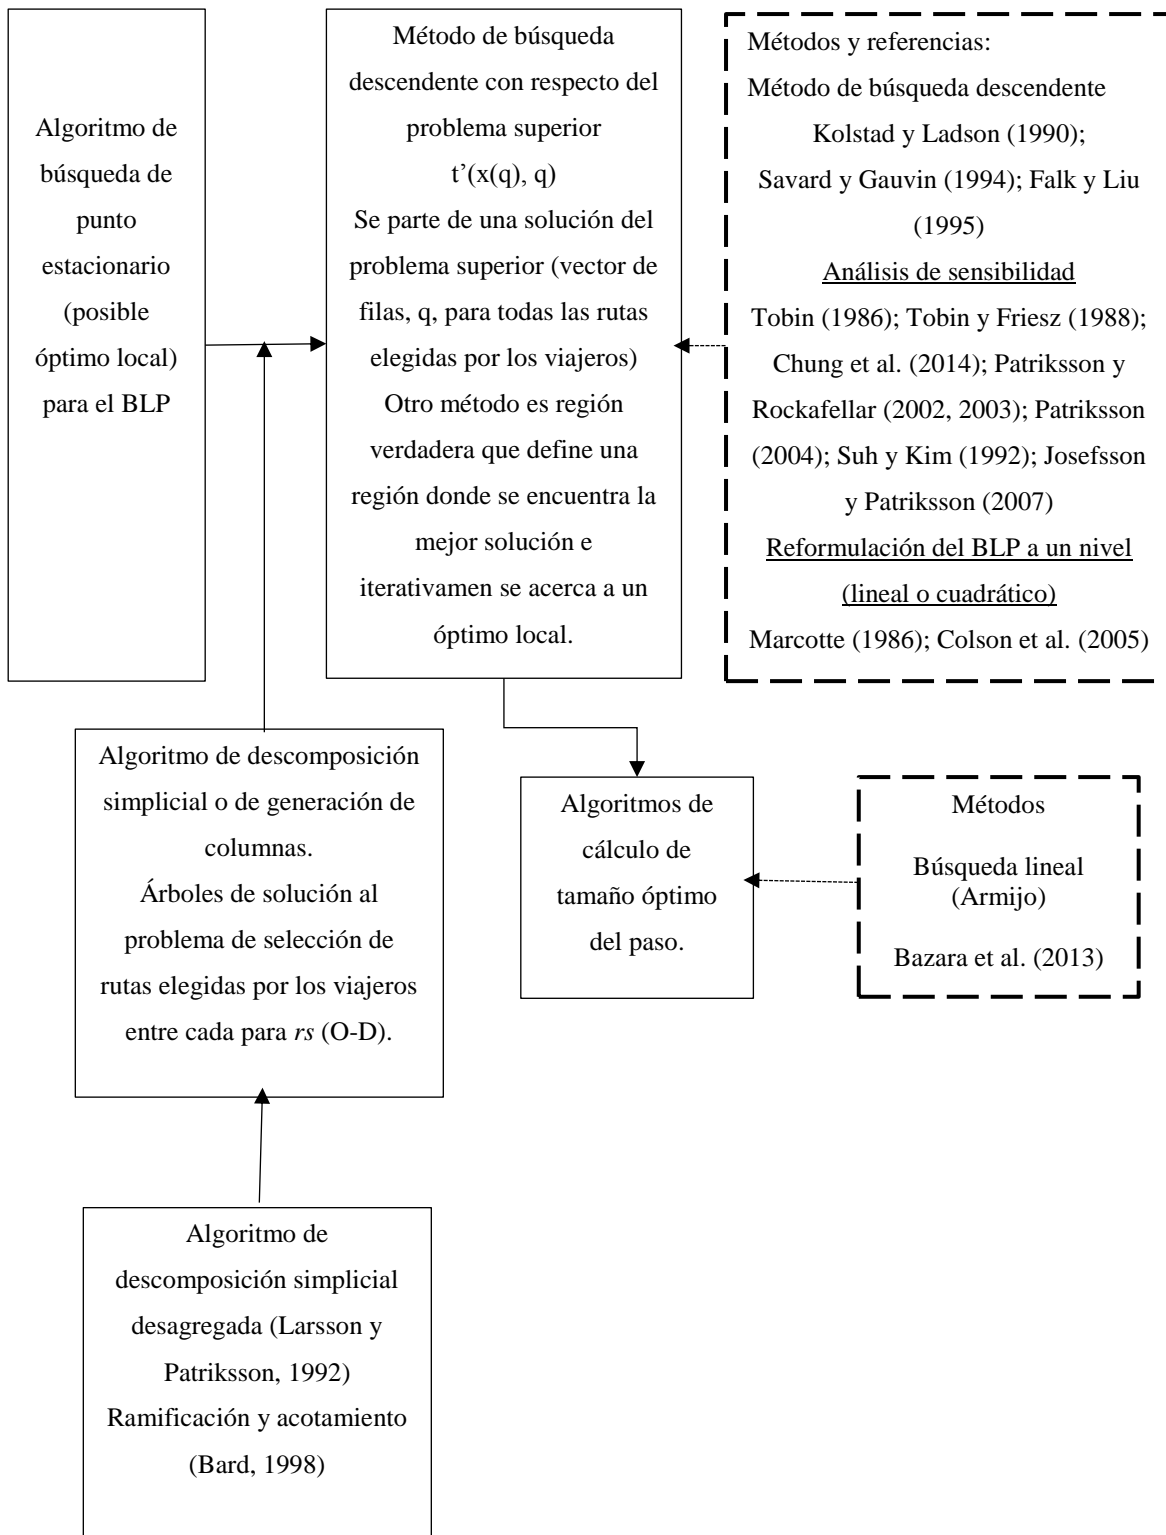 Algoritmo de
búsqueda de
punto
estacionario
(posible
óptimo local)
para el BLP
Método de búsqueda
descendente con respecto del
problema superior
t’(x(q), q)
Se parte de una solución del
problema superior (vector de
filas, q, para todas las rutas
elegidas por los viajeros)
Otro método es región
verdadera que define una
región donde se encuentra la
mejor solución e
iterativamen se acerca a un
óptimo local.
Métodos y referencias:
Método de búsqueda descendente
Kolstad y Ladson (1990);
Savard y Gauvin (1994); Falk y Liu
(1995)
Análisis de sensibilidad
Tobin (1986); Tobin y Friesz (1988);
Chung et al. (2014); Patriksson y
Rockafellar (2002, 2003); Patriksson
(2004); Suh y Kim (1992); Josefsson
y Patriksson (2007)
Reformulación del BLP a un nivel
(lineal o cuadrático)
Marcotte (1986); Colson et al. (2005)
Algoritmo de descomposición
simplicial o de generación de
columnas.
Árboles de solución al
problema de selección de
rutas elegidas por los viajeros
entre cada para rs (O-D).
Algoritmos de
cálculo de
tamaño óptimo
del paso.
Métodos
Búsqueda lineal
(Armijo)
Bazara et al. (2013)
Algoritmo de
descomposición simplicial
desagregada (Larsson y
Patriksson, 1992)
Ramificación y acotamiento
(Bard, 1998)